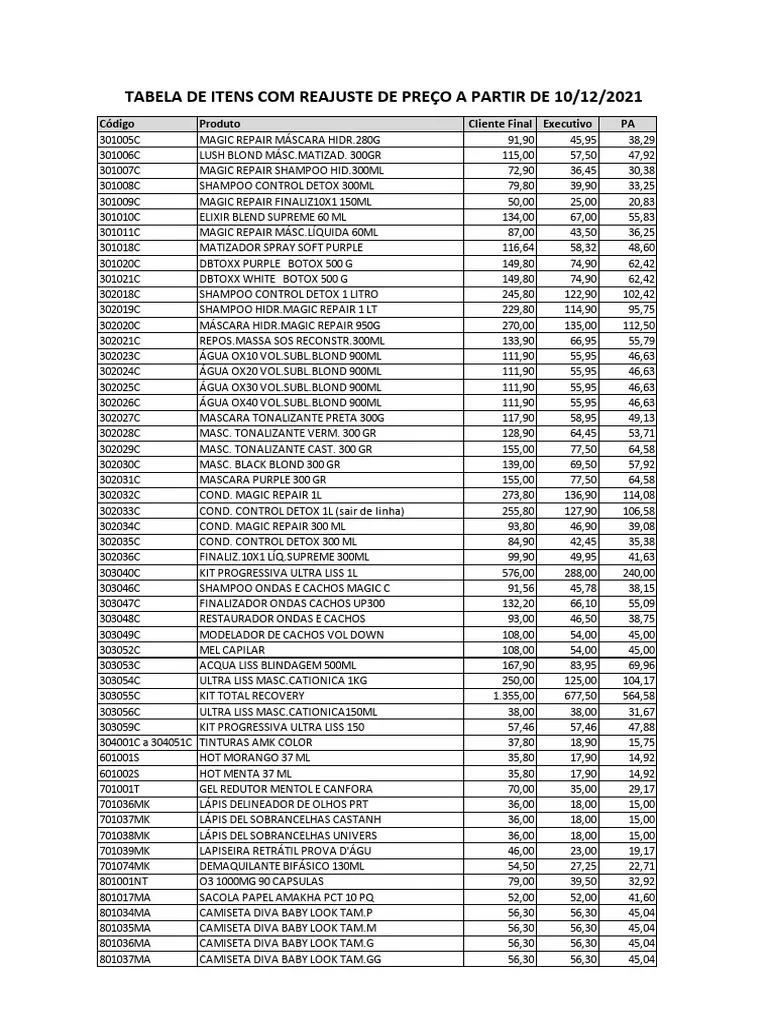 TABELA DE ITENS COM REAJUSTE DE PREÇO A PARTIR DE 10/12/2021
Código Produto Cliente Final Executivo PA
301005C MAGIC REPAIR MÁSCARA HIDR.280G 91,90 45,95 38,29
301006C LUSH BLOND MÁSC.MATIZAD. 300GR 115,00 57,50 47,92
301007C MAGIC REPAIR SHAMPOO HID.300ML 72,90 36,45 30,38
301008C SHAMPOO CONTROL DETOX 300ML 79,80 39,90 33,25
301009C MAGIC REPAIR FINALIZ10X1 150ML 50,00 25,00 20,83
301010C ELIXIR BLEND SUPREME 60 ML 134,00 67,00 55,83
301011C MAGIC REPAIR MÁSC.LÍQUIDA 60ML 87,00 43,50 36,25
301018C MATIZADOR SPRAY SOFT PURPLE 116,64 58,32 48,60
301020C DBTOXX PURPLE BOTOX 500 G 149,80 74,90 62,42
301021C DBTOXX WHITE BOTOX 500 G 149,80 74,90 62,42
302018C SHAMPOO CONTROL DETOX 1 LITRO 245,80 122,90 102,42
302019C SHAMPOO HIDR.MAGIC REPAIR 1 LT 229,80 114,90 95,75
302020C MÁSCARA HIDR.MAGIC REPAIR 950G 270,00 135,00 112,50
302021C REPOS.MASSA SOS RECONSTR.300ML 133,90 66,95 55,79
302023C ÁGUA OX10 VOL.SUBL.BLOND 900ML 111,90 55,95 46,63
302024C ÁGUA OX20 VOL.SUBL.BLOND 900ML 111,90 55,95 46,63
302025C ÁGUA OX30 VOL.SUBL.BLOND 900ML 111,90 55,95 46,63
302026C ÁGUA OX40 VOL.SUBL.BLOND 900ML 111,90 55,95 46,63
302027C MASCARA TONALIZANTE PRETA 300G 117,90 58,95 49,13
302028C MASC. TONALIZANTE VERM. 300 GR 128,90 64,45 53,71
302029C MASC. TONALIZANTE CAST. 300 GR 155,00 77,50 64,58
302030C MASC. BLACK BLOND 300 GR 139,00 69,50 57,92
302031C MASCARA PURPLE 300 GR 155,00 77,50 64,58
302032C COND. MAGIC REPAIR 1L 273,80 136,90 114,08
302033C COND. CONTROL DETOX 1L (sair de linha) 255,80 127,90 106,58
302034C COND. MAGIC REPAIR 300 ML 93,80 46,90 39,08
302035C COND. CONTROL DETOX 300 ML 84,90 42,45 35,38
302036C FINALIZ.10X1 LÍQ.SUPREME 300ML 99,90 49,95 41,63
303040C KIT PROGRESSIVA ULTRA LISS 1L 576,00 288,00 240,00
303046C SHAMPOO ONDAS E CACHOS MAGIC C 91,56 45,78 38,15
303047C FINALIZADOR ONDAS CACHOS UP300 132,20 66,10 55,09
303048C RESTAURADOR ONDAS E CACHOS 93,00 46,50 38,75
303049C MODELADOR DE CACHOS VOL DOWN 108,00 54,00 45,00
303052C MEL CAPILAR 108,00 54,00 45,00
303053C ACQUA LISS BLINDAGEM 500ML 167,90 83,95 69,96
303054C ULTRA LISS MASC.CATIONICA 1KG 250,00 125,00 104,17
303055C KIT TOTAL RECOVERY 1.355,00 677,50 564,58
303056C ULTRA LISS MASC.CATIONICA150ML 38,00 38,00 31,67
303059C KIT PROGRESSIVA ULTRA LISS 150 57,46 57,46 47,88
304001C a 304051C TINTURAS AMK COLOR 37,80 18,90 15,75
601001S HOT MORANGO 37 ML 35,80 17,90 14,92
601002S HOT MENTA 37 ML 35,80 17,90 14,92
701001T GEL REDUTOR MENTOL E CANFORA 70,00 35,00 29,17
701036MK LÁPIS DELINEADOR DE OLHOS PRT 36,00 18,00 15,00
701037MK LÁPIS DEL SOBRANCELHAS CASTANH 36,00 18,00 15,00
701038MK LÁPIS DEL SOBRANCELHAS UNIVERS 36,00 18,00 15,00
701039MK LAPISEIRA RETRÁTIL PROVA D'ÁGU 46,00 23,00 19,17
701074MK DEMAQUILANTE BIFÁSICO 130ML 54,50 27,25 22,71
801001NT O3 1000MG 90 CAPSULAS 79,00 39,50 32,92
801017MA SACOLA PAPEL AMAKHA PCT 10 PQ 52,00 52,00 41,60
801034MA CAMISETA DIVA BABY LOOK TAM.P 56,30 56,30 45,04
801035MA CAMISETA DIVA BABY LOOK TAM.M 56,30 56,30 45,04
801036MA CAMISETA DIVA BABY LOOK TAM.G 56,30 56,30 45,04
801037MA CAMISETA DIVA BABY LOOK TAM.GG 56,30 56,30 45,04